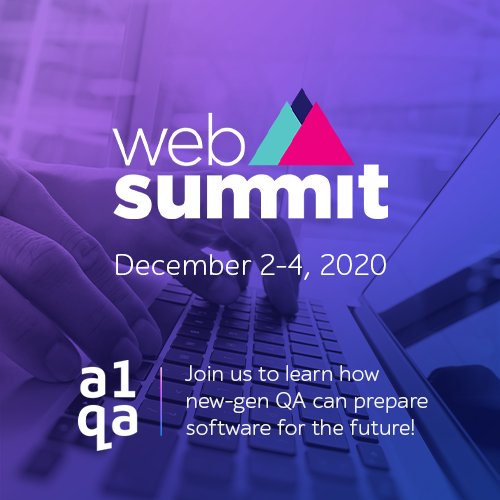 web
summit
December 2-4, 2020
a1
qa
Join us to learn how
new-gen QA can prepare
software for the future!